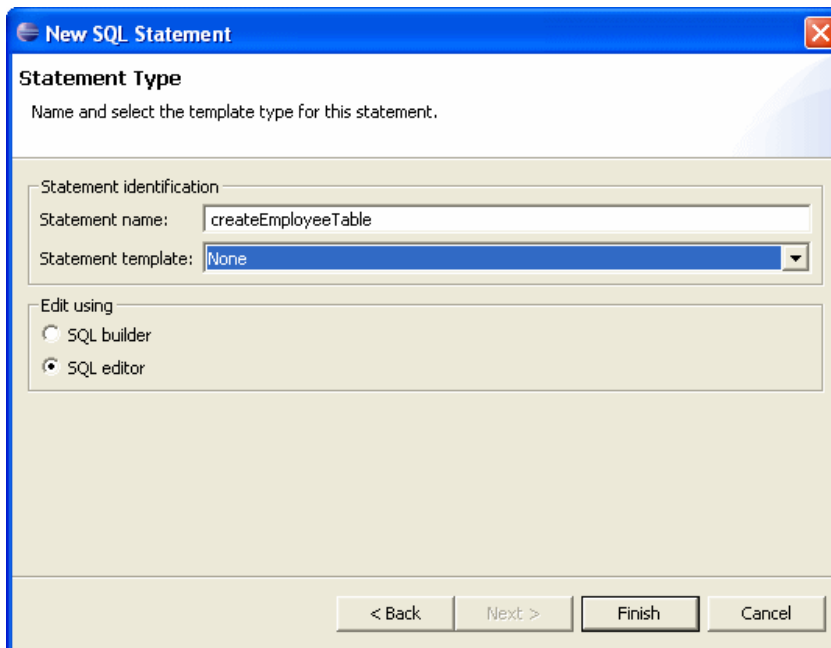 New SQL Statement
Statement Type
Name and select the template type for this statement.
Statement identification
Statement name: createEmployeeTable
Statement template: None
Edit using
SQL builder
SQL editor
< Back Next > Finish Cancel